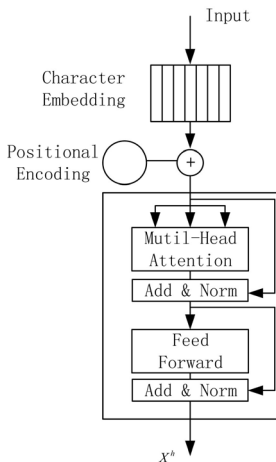 Input
Character
Embedding
Positional
Encoding
+
Mutil-Head
Attention
Add & Norm
Feed
Forward
Add & Norm
X^h